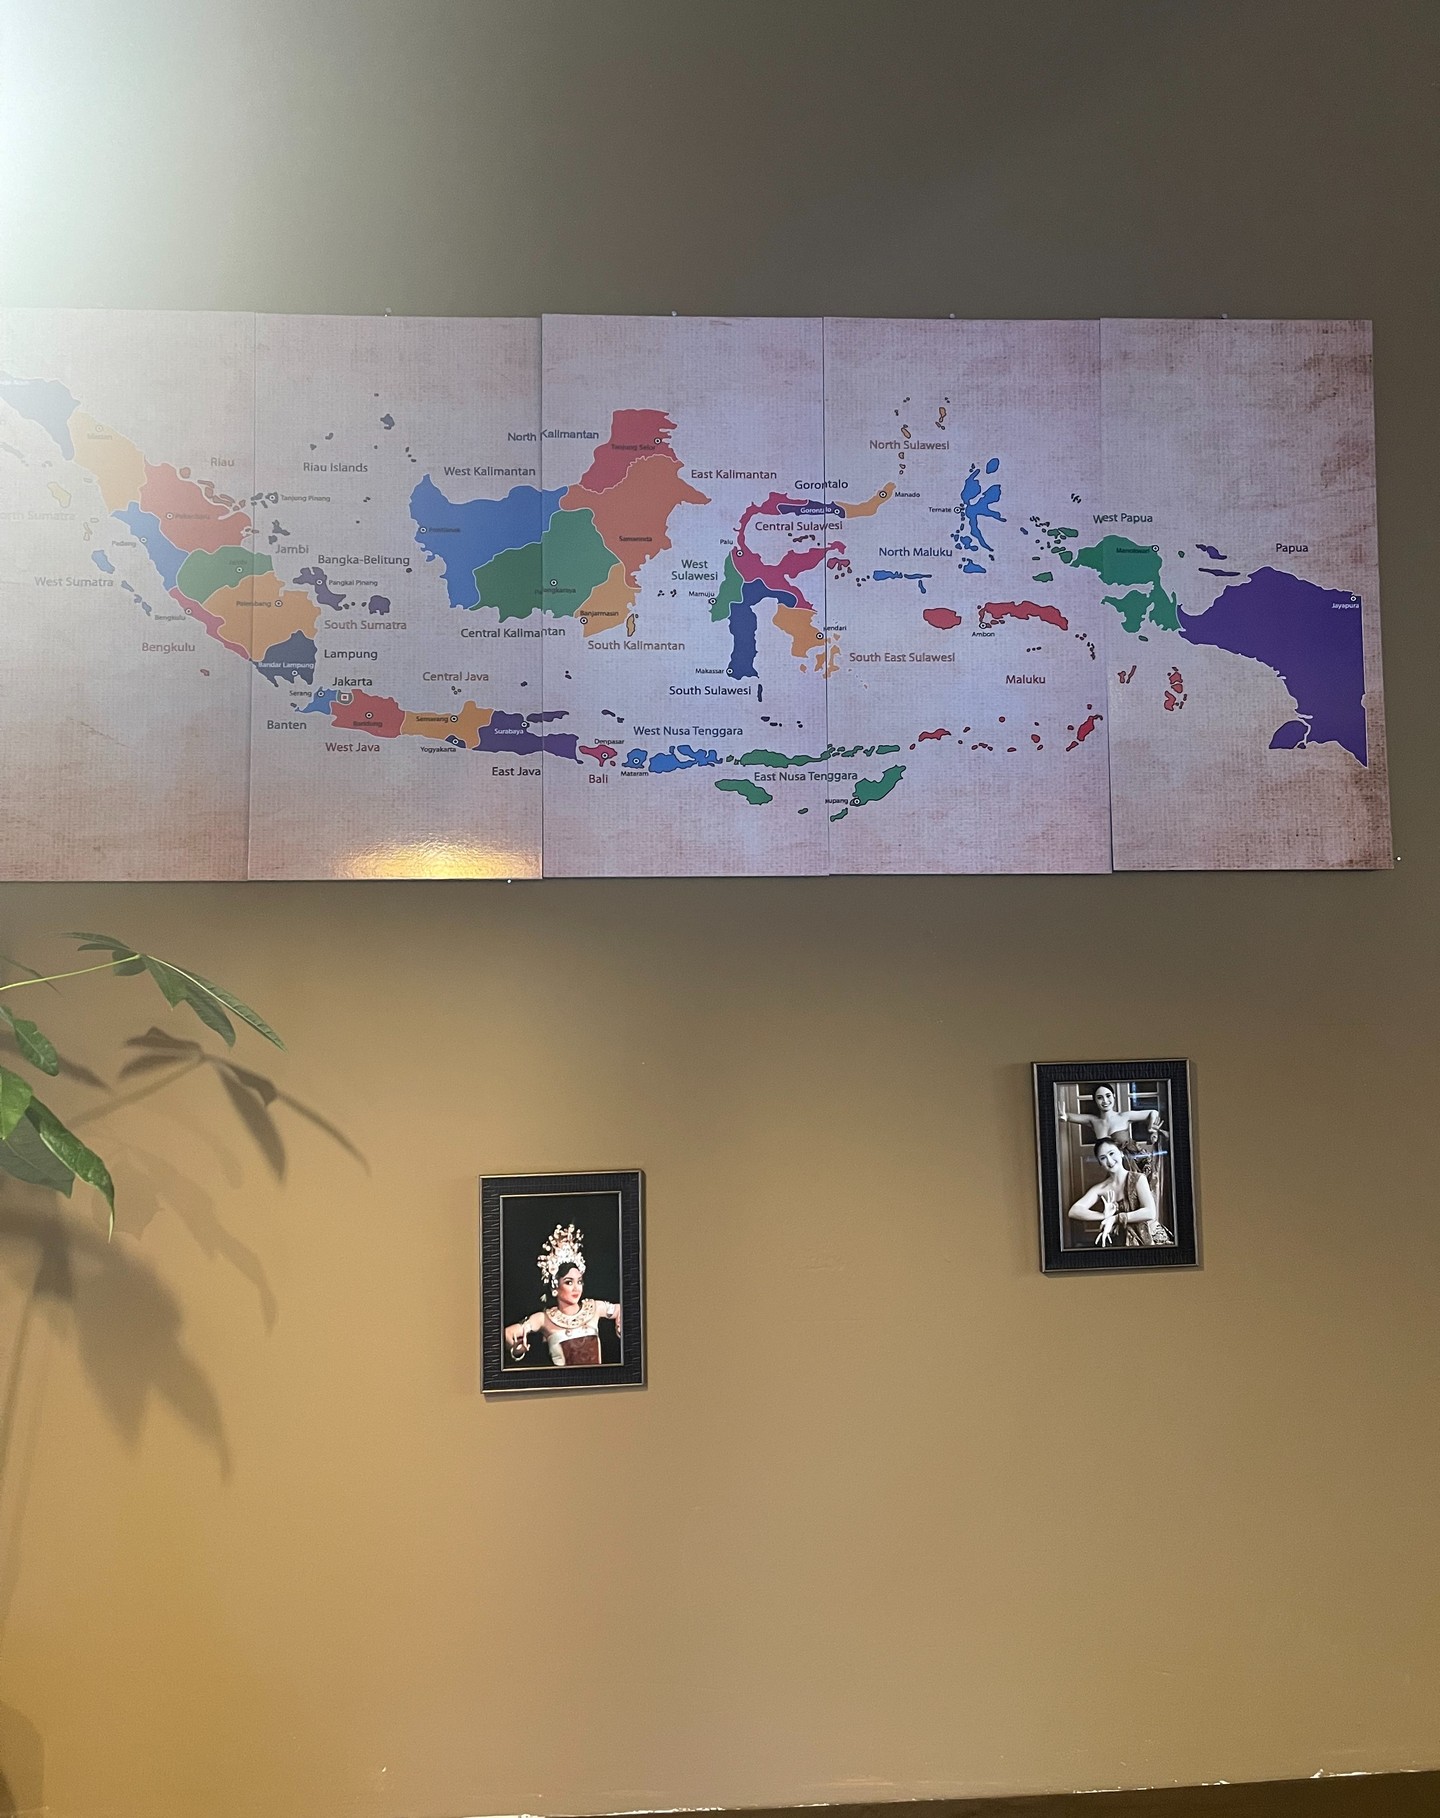 North Kalimantan
Tanjung Selor
North Sulawesi
Medan
Riau
Riau Islands
West Kalimantan
East Kalimantan
Gorontalo
Manado
Tanjung Pinang
Gorontalo
Ternate
North Sumatra
Pekanbaru
Pontianak
Central Sulawesi
West Papua
Padang
Samarinda
Palu
Jambi
North Maluku
Manokwari
Papua
Bangka-Belitung
West
Sulawesi
West Sumatra
Jambi
Pangkal Pineng
Palangkaraya
Mamuju
Jayapura
Palembang
Bengkulu
Banjarmasin
South Sumatra
Central Kalimantan
Kendari
Ambon
Bengkulu
South Kalimantan
Lampung
South East Sulawesi
Bandar Lampung
Makassar
Central Java
Jakarta
Maluku
Serang
South Sulawesi
Banten
Bandung
Semarang
Surabaya
West Nusa Tenggara
West Java
Yogyakarta
Denpasar
East Java
Bali
Mataram
East Nusa Tenggara
Kupang